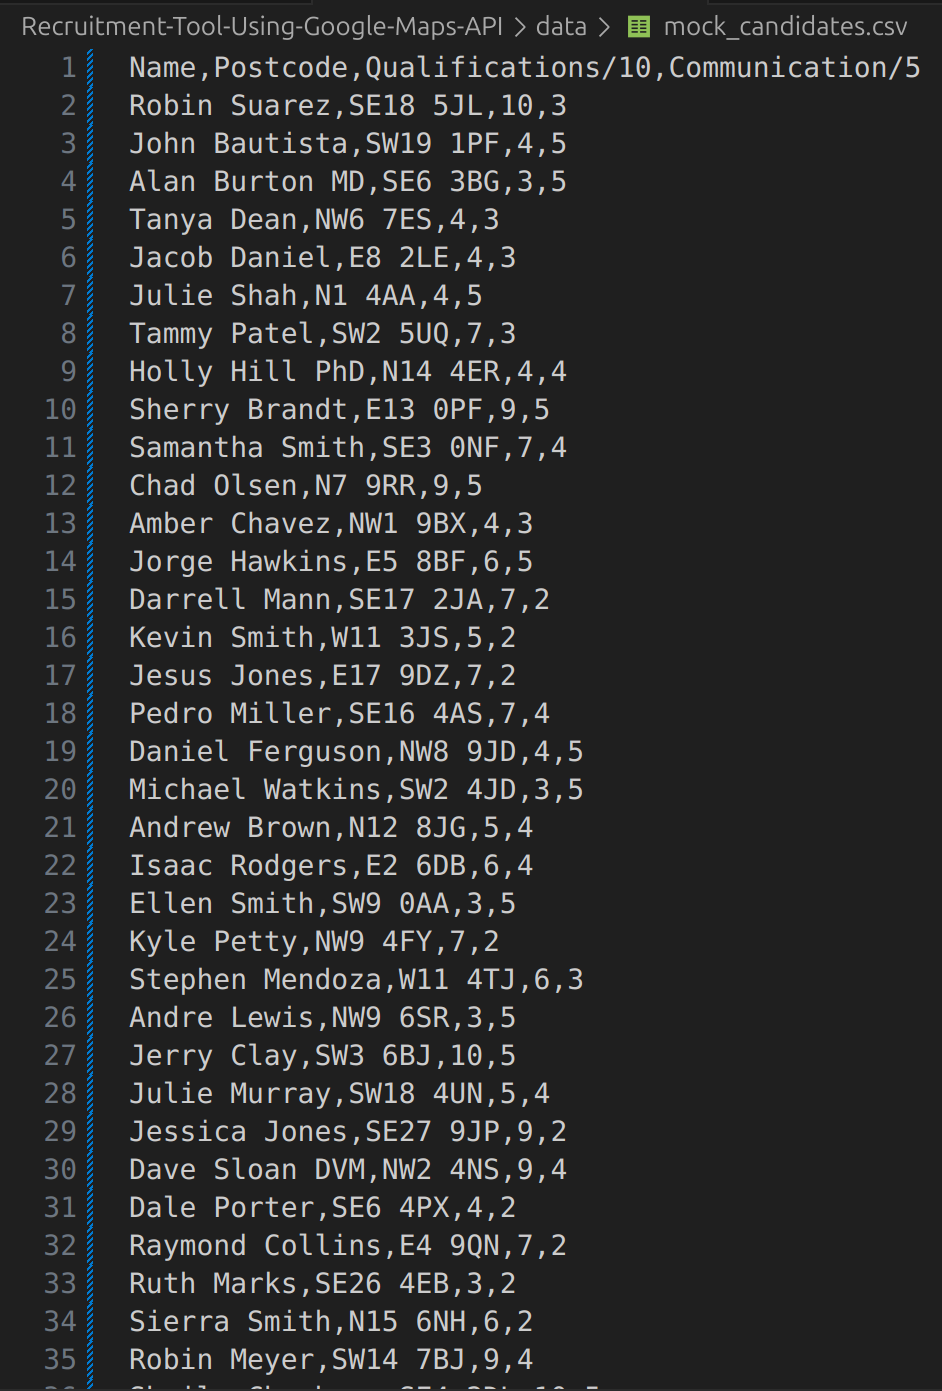 Recruitment-Tool-Using-Google-Maps-API > data > mock_candidates.csv
1 Name,Postcode,Qualifications/10,Communication/5
2 Robin Suarez,SE18 5JL,10,3
3 John Bautista,SW19 1PF,4,5
4 Alan Burton MD,SE6 3BG,3,5
5 Tanya Dean,NW6 7ES,4,3
6 Jacob Daniel,E8 2LE,4,3
7 Julie Shah,N1 4AA,4,5
8 Tammy Patel,SW2 5UQ,7,3
9 Holly Hill PhD,N14 4ER,4,4
10 Sherry Brandt,E13 0PF,9,5
11 Samantha Smith,SE3 0NF,7,4
12 Chad Olsen,N7 9RR,9,5
13 Amber Chavez,NW1 9BX,4,3
14 Jorge Hawkins,E5 8BF,6,5
15 Darrell Mann,SE17 2JA,7,2
16 Kevin Smith,W11 3JS,5,2
17 Jesus Jones,E17 9DZ,7,2
18 Pedro Miller,SE16 4AS,7,4
19 Daniel Ferguson,NW8 9JD,4,5
20 Michael Watkins,SW2 4JD,3,5
21 Andrew Brown,N12 8JG,5,4
22 Isaac Rodgers,E2 6DB,6,4
23 Ellen Smith,SW9 0AA,3,5
24 Kyle Petty,NW9 4FY,7,2
25 Stephen Mendoza,W11 4TJ,6,3
26 Andre Lewis,NW9 6SR,3,5
27 Jerry Clay,SW3 6BJ,10,5
28 Julie Murray,SW18 4UN,5,4
29 Jessica Jones,SE27 9JP,9,2
30 Dave Sloan DVM,NW2 4NS,9,4
31 Dale Porter,SE6 4PX,4,2
32 Raymond Collins,E4 9QN,7,2
33 Ruth Marks,SE26 4EB,3,2
34 Sierra Smith,N15 6NH,6,2
35 Robin Meyer,SW14 7BJ,9,4